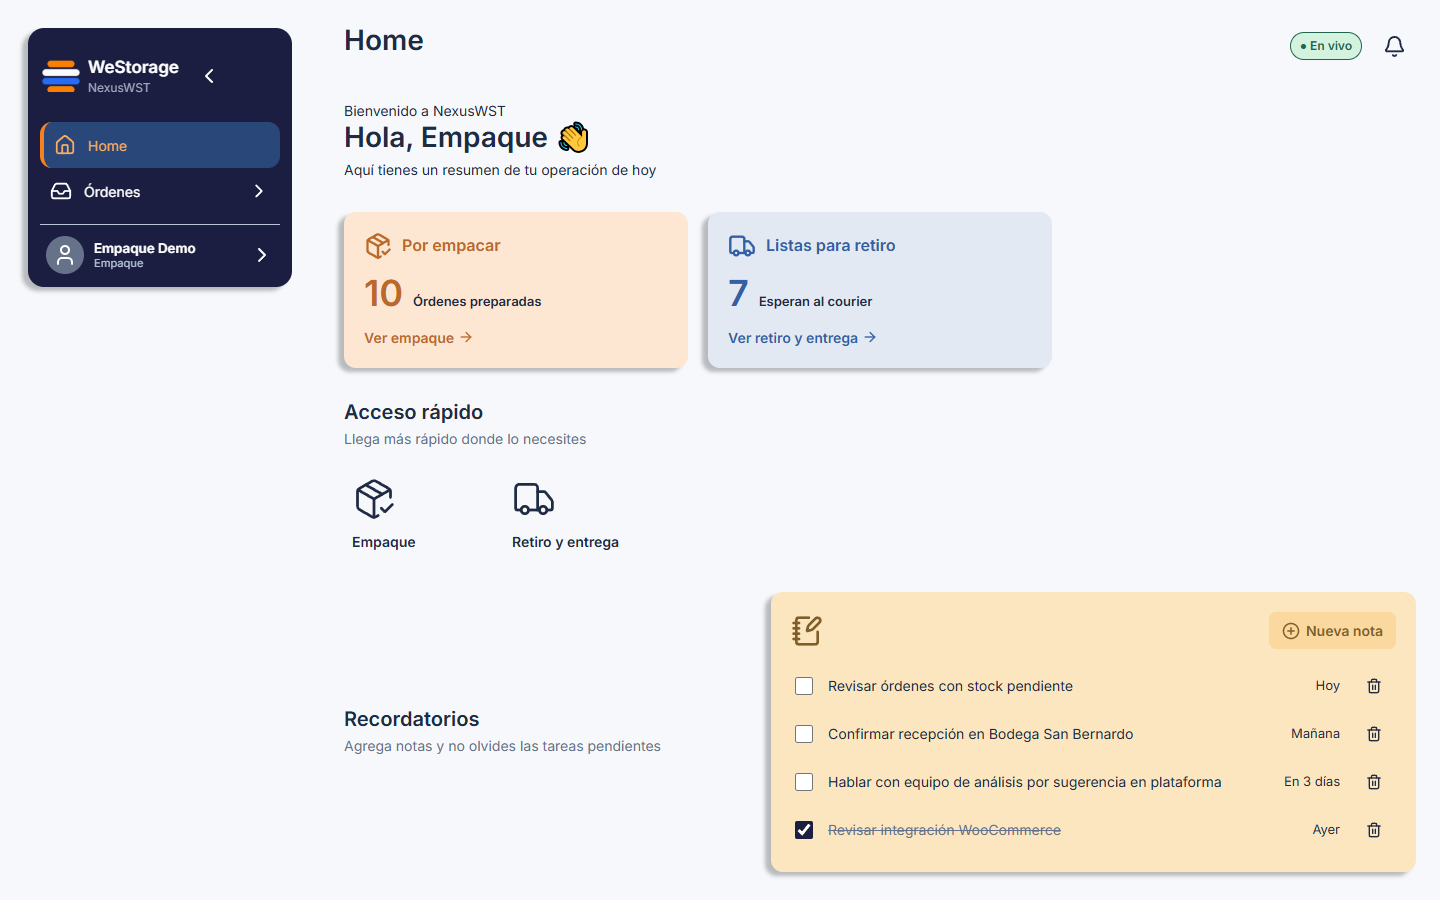 WeStorage
NexusWST
Home
Órdenes
Empaque Demo
Empaque
Home
En vivo
Bienvenido a NexusWST
Hola, Empaque 👋
Aquí tienes un resumen de tu operación de hoy
Por empacar
10 Órdenes preparadas
Ver empaque →
Listas para retiro
7 Esperan al courier
Ver retiro y entrega →
Acceso rápido
Llega más rápido donde lo necesites
Empaque
Retiro y entrega
Recordatorios
Agrega notas y no olvides las tareas pendientes
Nueva nota
Revisar órdenes con stock pendiente Hoy
Confirmar recepción en Bodega San Bernardo Mañana
Hablar con equipo de análisis por sugerencia en plataforma En 3 días
Revisar integración WooCommerce Ayer